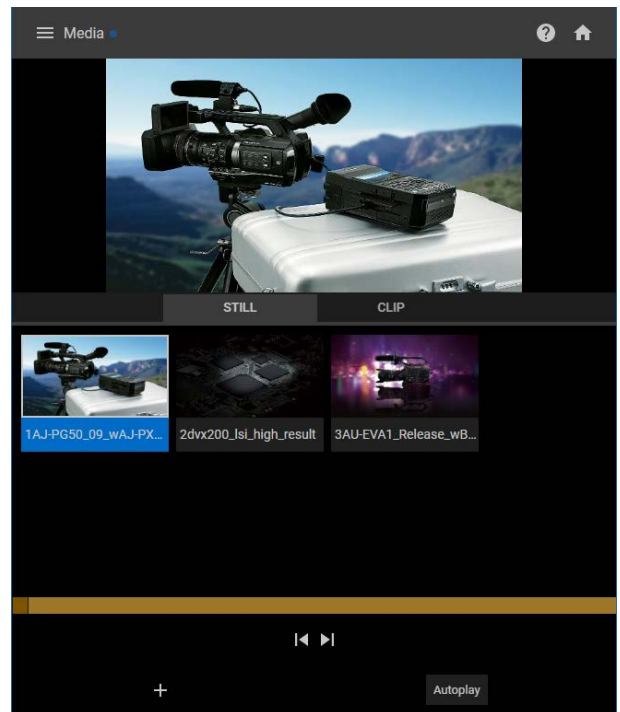 Media
STILL CLIP
1AJ-PG50_09_wAJ-PX... 2dvx200_lsi_high_result 3AU-EVA1_Release_wB...
Autoplay